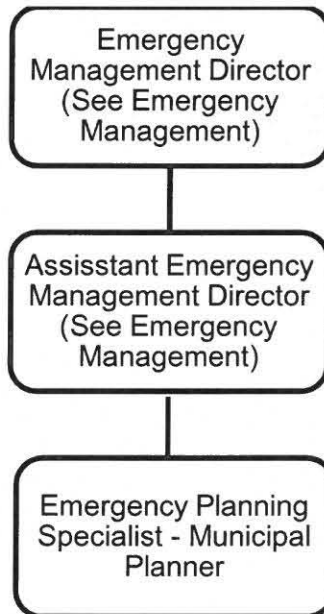 Emergency
Management Director
(See Emergency
Management)
Assisstant Emergency
Management Director
(See Emergency
Management)
Emergency Planning
Specialist - Municipal
Planner